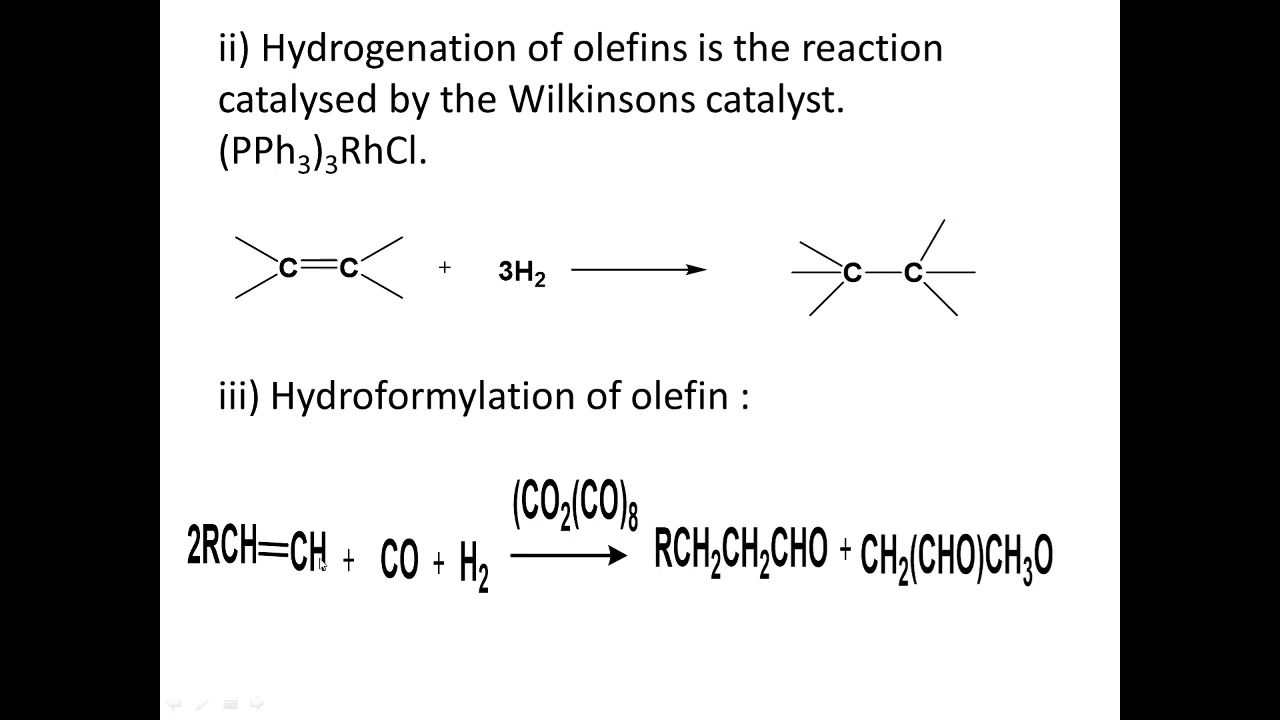 ii) Hydrogenation of olefins is the reaction
catalysed by the Wilkinsons catalyst.
(PPh₃)₃RhCl.
C=C + 3H₂ → C—C
iii) Hydroformylation of olefin :
(CO₂(CO)₈
2RCH=CH + CO + H₂ → RCH₂CH₂CHO + CH₂(CHO)CH₃O